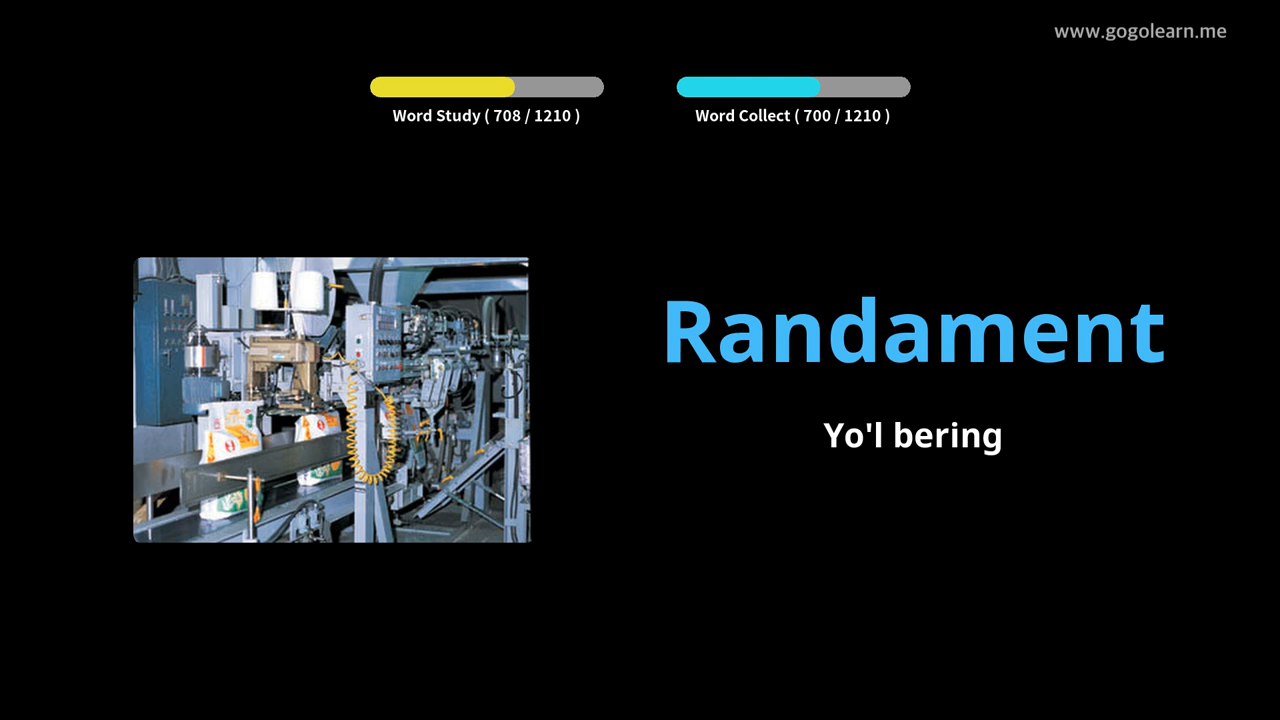 www.gogolearn.me
Word Study ( 708 / 1210 )
Word Collect ( 700 / 1210 )
Randament
Yo'l bering